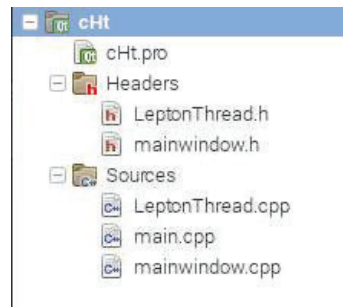 cHt
cHt.pro
Headers
LeptonThread.h
mainwindow.h
Sources
LeptonThread.cpp
main.cpp
mainwindow.cpp